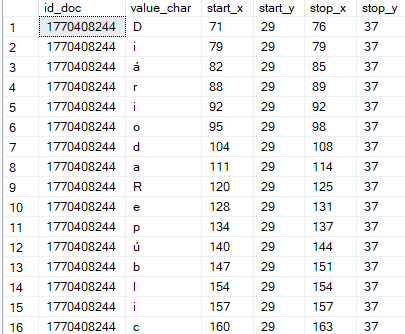 id_doc value_char start_x start_y stop_x stop_y
1 1770408244 D 71 29 76 37
2 1770408244 i 79 29 79 37
3 1770408244 á 82 29 85 37
4 1770408244 r 88 29 89 37
5 1770408244 i 92 29 92 37
6 1770408244 o 95 29 98 37
7 1770408244 d 104 29 108 37
8 1770408244 a 111 29 114 37
9 1770408244 R 120 29 125 37
10 1770408244 e 128 29 131 37
11 1770408244 p 134 29 137 37
12 1770408244 ú 140 29 144 37
13 1770408244 b 147 29 151 37
14 1770408244 l 154 29 154 37
15 1770408244 i 157 29 157 37
16 1770408244 c 160 29 163 37